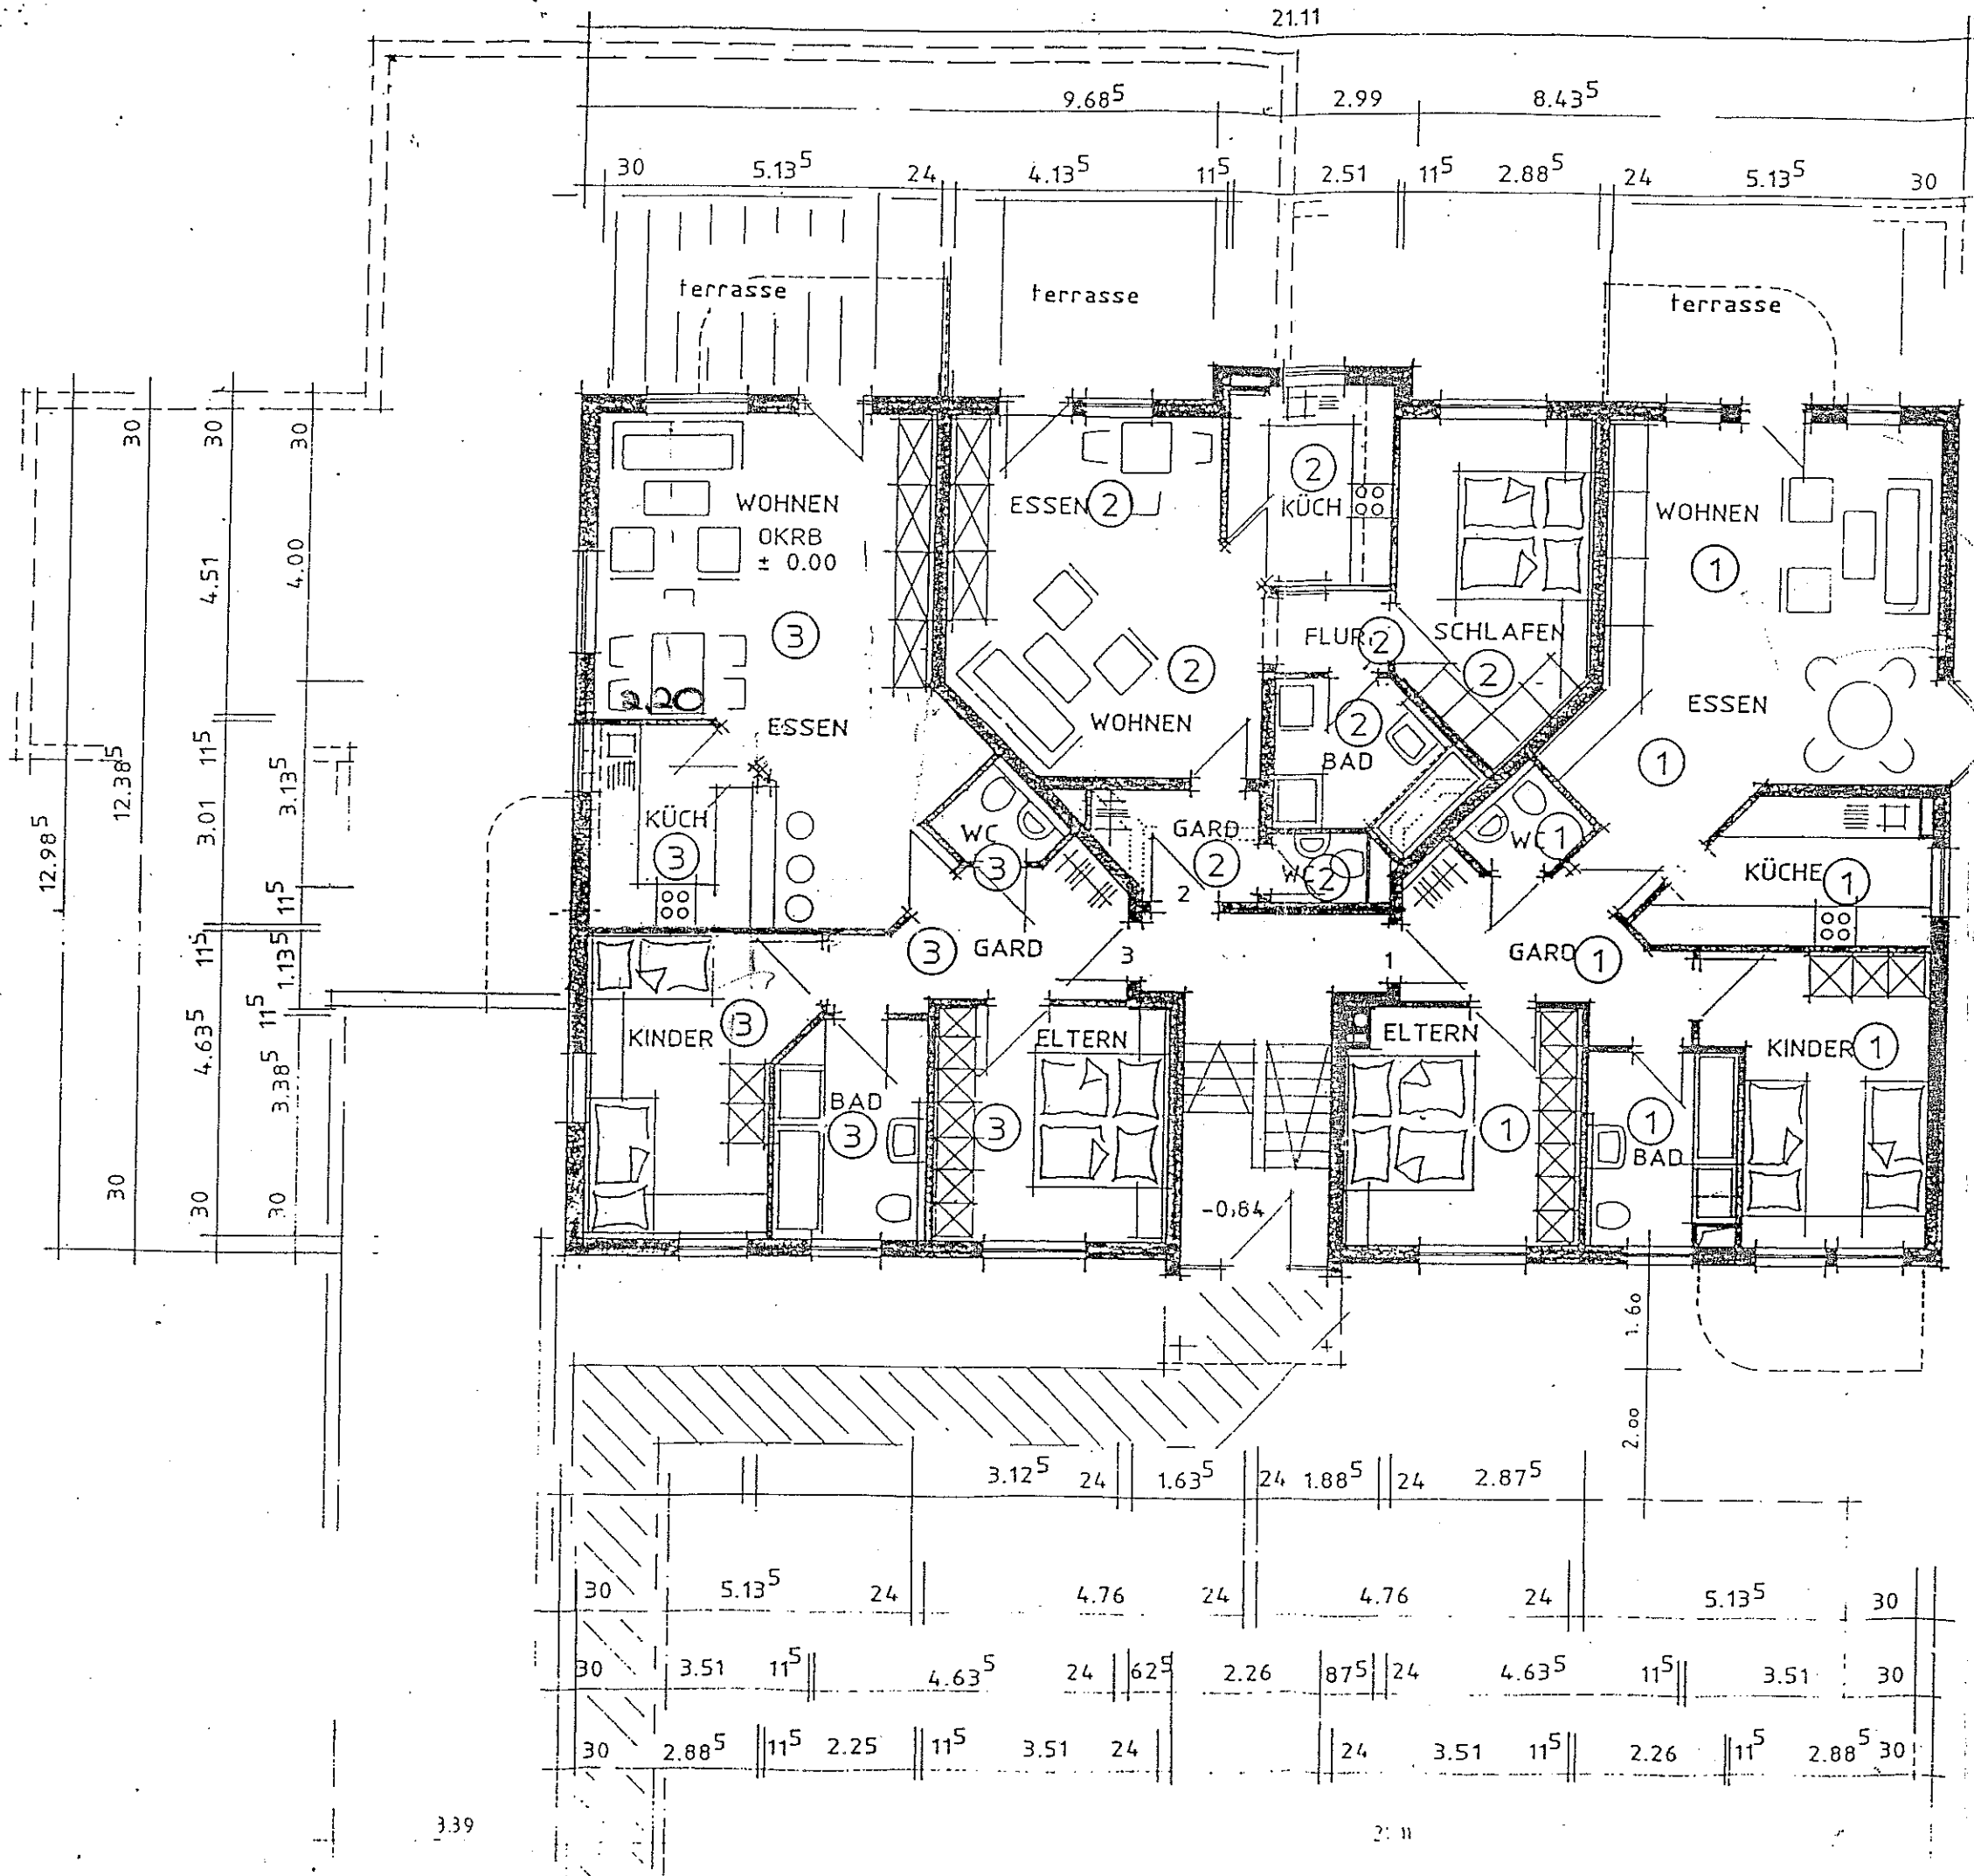 21.11
9.68⁵ 2.99 8.43⁵
30 5.13⁵ 24 4.13⁵ 11⁵ 2.51 11⁵ 2.88⁵ 24 5.13⁵ 30
terrasse terrasse terrasse
30 30 30
WOHNEN
OKRB
± 0.00
3
ESSEN 2
2
KÜCH
WOHNEN
1
4.51 4.00
FLUR 2
SCHLAFEN
2
2
WOHNEN
2.20
ESSEN
2
BAD
ESSEN
1
12.98⁵ 12.38⁵ 3.01 11⁵ 3.13⁵
KÜCH
3
WC
3
GARD
2
2
WC 2
WC 1
KÜCHE 1
11⁵ 11⁵ 1.13⁵
3 GARD
3
1
GARD 1
4.63⁵ 11⁵ 3.38⁵
KINDER 3
ELTERN
ELTERN
KINDER 1
BAD
3
3
1
1
BAD
30 30 30
-0,84
1.60
2.00
3.12⁵ 24 1.63⁵ 24 1.88⁵ 24 2.87⁵
30 5.13⁵ 24 4.76 24 4.76 24 5.13⁵ 30
30 3.51 11⁵ 4.63⁵ 24 62⁵ 2.26 87⁵ 24 4.63⁵ 11⁵ 3.51 30
30 2.88⁵ 11⁵ 2.25 11⁵ 3.51 24 24 3.51 11⁵ 2.26 11⁵ 2.88⁵ 30
3.39